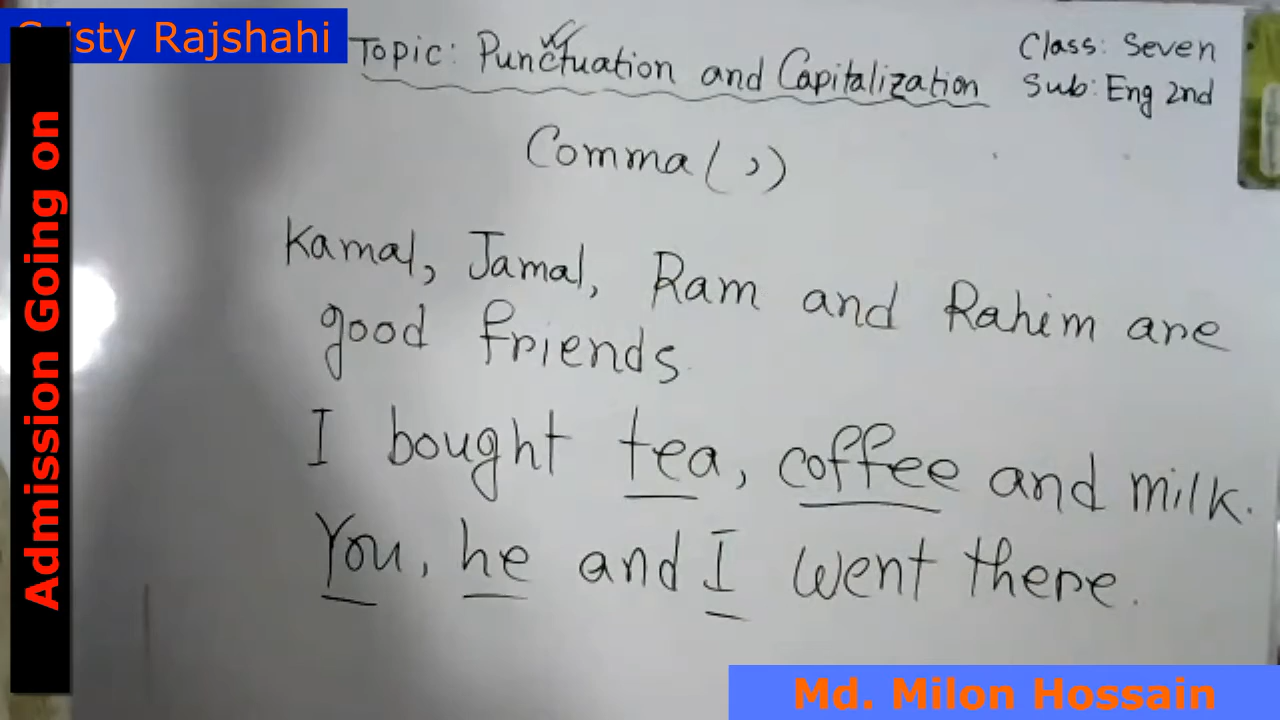 Rajshahi
Topic: Punctuation and Capitalization
Class: Seven
Sub: Eng 2nd
Comma (,)
Kamal, Jamal, Ram and Rahim are
good friends.
I bought tea, coffee and milk.
You, he and I went there.
Admission Going on
Md. Milon Hossain